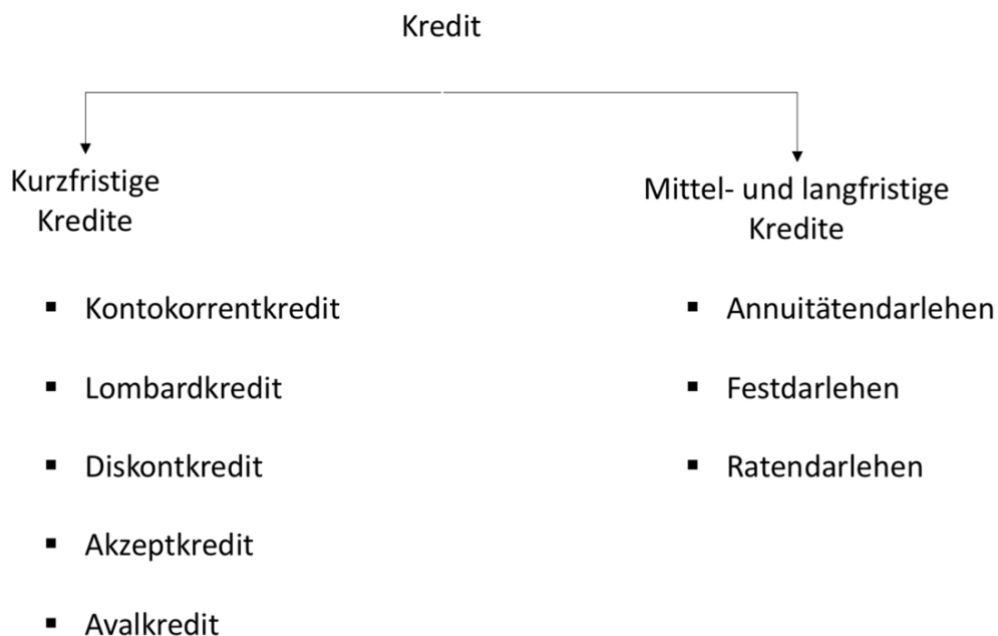 Kredit
Kurzfristige
Kredite
Kontokorrentkredit
Lombardkredit
Diskontkredit
Akzeptkredit
Avalkredit
Mittel- und langfristige
Kredite
Annuitätendarlehen
Festdarlehen
Ratendarlehen